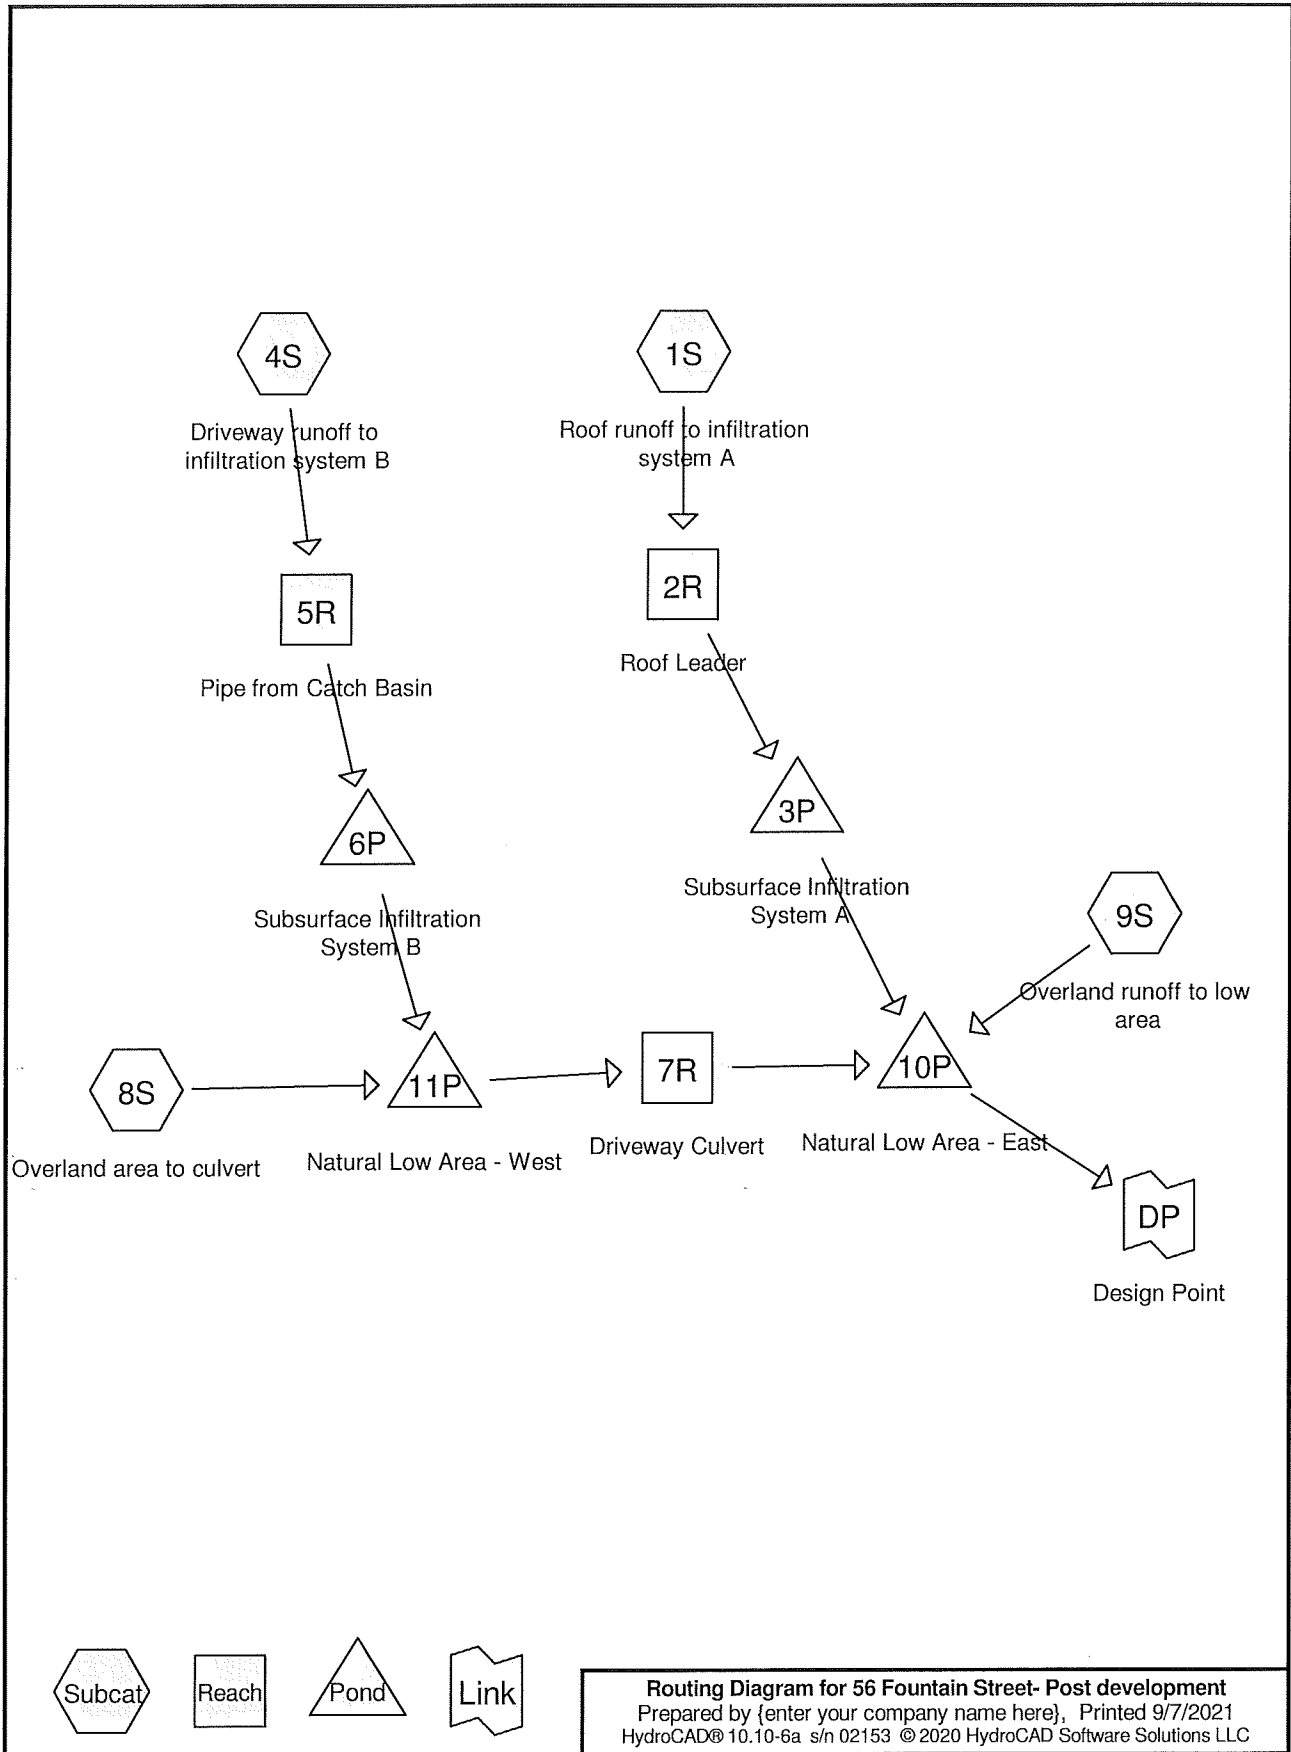 4S
Driveway runoff to
infiltration system B
1S
Roof runoff to infiltration
system A
5R
Pipe from Catch Basin
2R
Roof Leader
6P
Subsurface Infiltration
System B
3P
Subsurface Infiltration
System A
9S
Overland runoff to low
area
8S
Overland area to culvert
11P
Natural Low Area - West
7R
Driveway Culvert
10P
Natural Low Area - East
DP
Design Point
Subcat
Reach
Pond
Link
Routing Diagram for 56 Fountain Street- Post development
Prepared by {enter your company name here}, Printed 9/7/2021
HydroCAD® 10.10-6a s/n 02153 © 2020 HydroCAD Software Solutions LLC